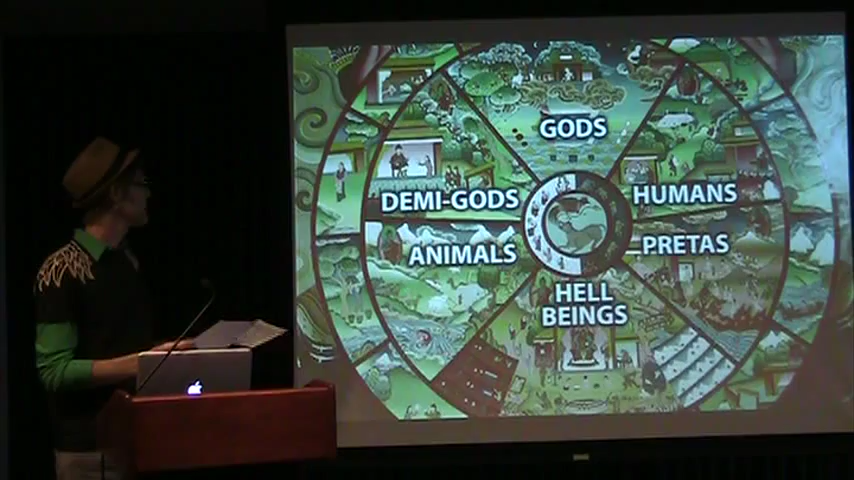 GODS
DEMI-GODS
HUMANS
ANIMALS
PRETAS
HELL
BEINGS